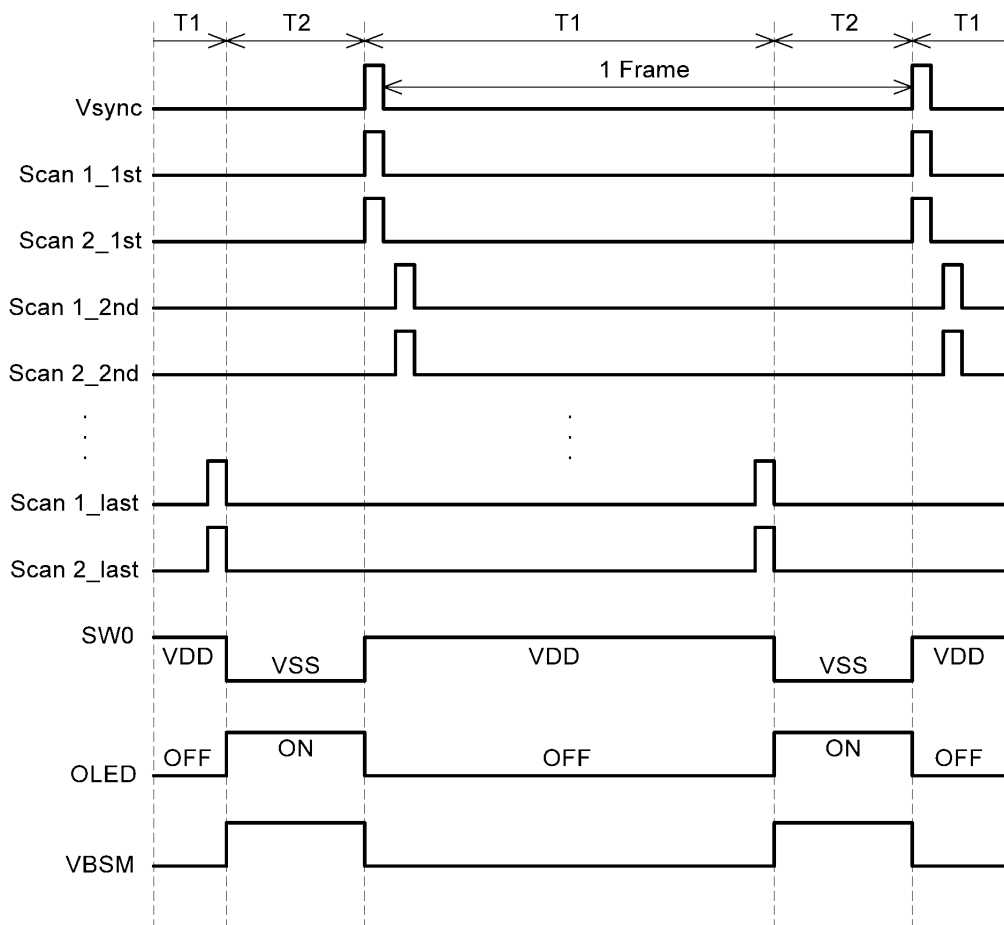 T1 T2 T1 T2 T1
1 Frame
Vsync
Scan 1_1st
Scan 2_1st
Scan 1_2nd
Scan 2_2nd
Scan 1_last
Scan 2_last
SW0
VDD VSS VDD VSS VDD
OFF ON OFF ON OFF
OLED
VBSM